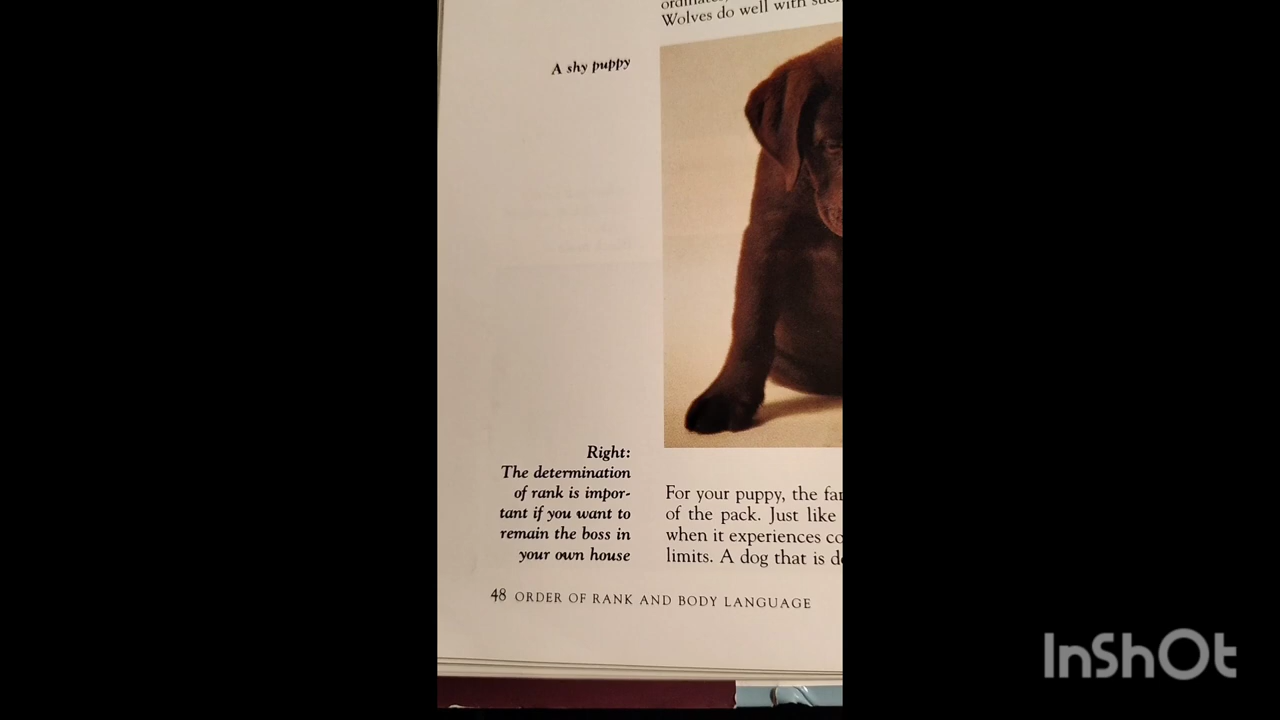 Wolves do well with such
A shy puppy
Right:
The determination
of rank is impor-
tant if you want to
remain the boss in
your own house
For your puppy, the
of the pack. Just like
when it experiences
limits. A dog that is
48 ORDER OF RANK AND BODY LANGUAGE
InShOt